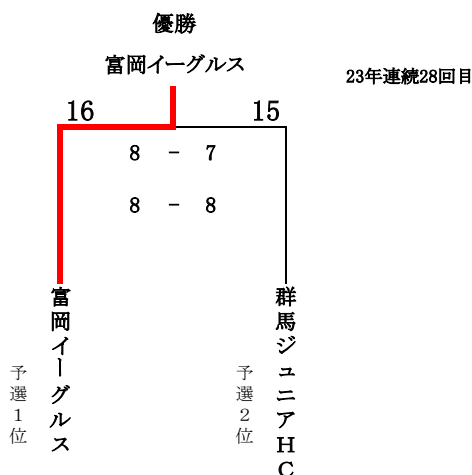 優勝
富岡イーグルス
23年連続28回目
16
15
8 - 7
8 - 8
富岡イーグルス
予選1位
群馬ジュニアHC
予選2位